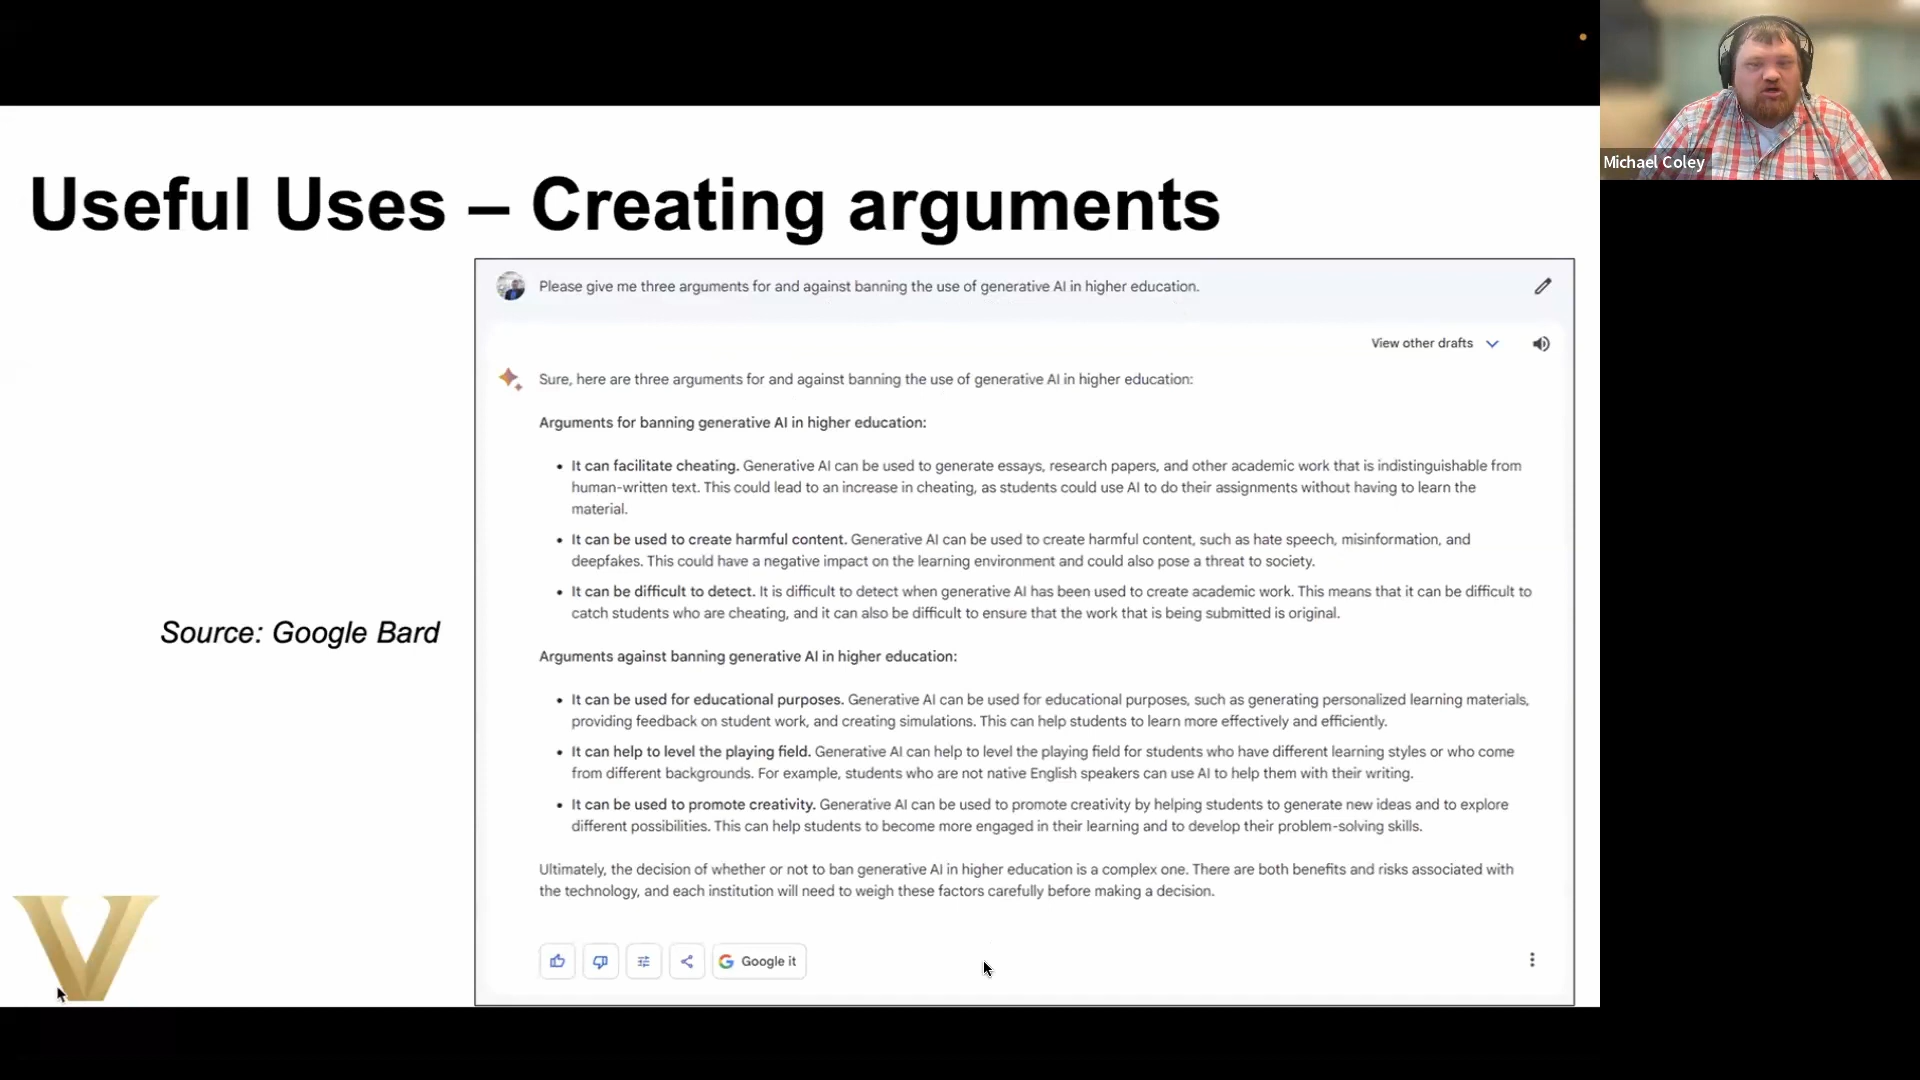 Michael Coley
Useful Uses – Creating arguments
Please give me three arguments for and against banning the use of generative AI in higher education.
View other drafts
Sure, here are three arguments for and against banning the use of generative AI in higher education:
Arguments for banning generative AI in higher education:
• It can facilitate cheating. Generative AI can be used to generate essays, research papers, and other academic work that is indistinguishable from
human-written text. This could lead to an increase in cheating, as students could use AI to do their assignments without having to learn the
material.
• It can be used to create harmful content. Generative AI can be used to create harmful content, such as hate speech, misinformation, and
deepfakes. This could have a negative impact on the learning environment and could also pose a threat to society.
• It can be difficult to detect. It is difficult to detect when generative AI has been used to create academic work. This means that it can be difficult to
catch students who are cheating, and it can also be difficult to ensure that the work that is being submitted is original.
Source: Google Bard
Arguments against banning generative AI in higher education:
• It can be used for educational purposes. Generative AI can be used for educational purposes, such as generating personalized learning materials,
providing feedback on student work, and creating simulations. This can help students to learn more effectively and efficiently.
• It can help to level the playing field. Generative AI can help to level the playing field for students who have different learning styles or who come
from different backgrounds. For example, students who are not native English speakers can use AI to help them with their writing.
• It can be used to promote creativity. Generative AI can be used to promote creativity by helping students to generate new ideas and to explore
different possibilities. This can help students to become more engaged in their learning and to develop their problem-solving skills.
Ultimately, the decision of whether or not to ban generative AI in higher education is a complex one. There are both benefits and risks associated with
the technology, and each institution will need to weigh these factors carefully before making a decision.
V
Google it